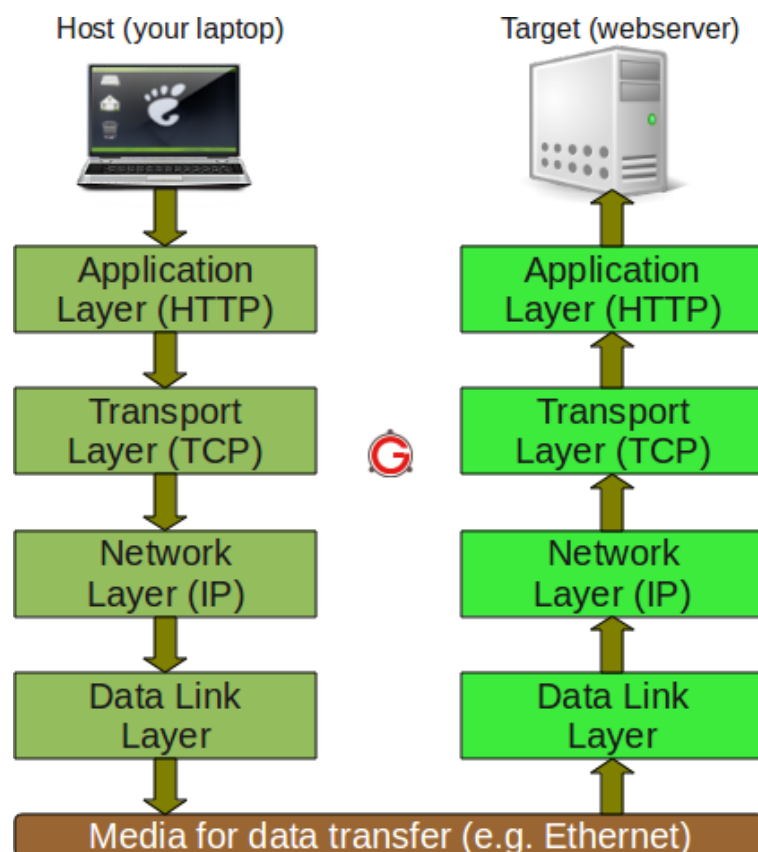 Host (your laptop)
Target (webserver)
Application
Layer (HTTP)
Application
Layer (HTTP)
Transport
Layer (TCP)
G
Transport
Layer (TCP)
Network
Layer (IP)
Network
Layer (IP)
Data Link
Layer
Data Link
Layer
Media for data transfer (e.g. Ethernet)